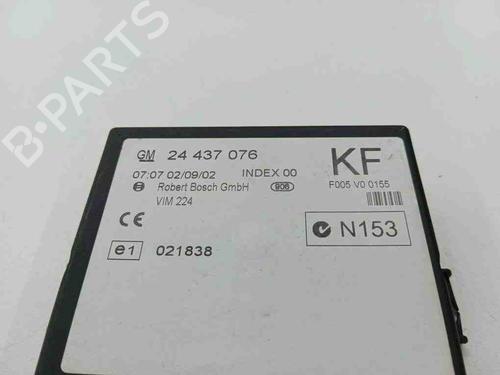 GM 24 437 076
07:07 02/09/02 INDEX 00
Robert Bosch GmbH 906
VIM 224
CE
e1 021838
KF
F005 V0 0155
N153